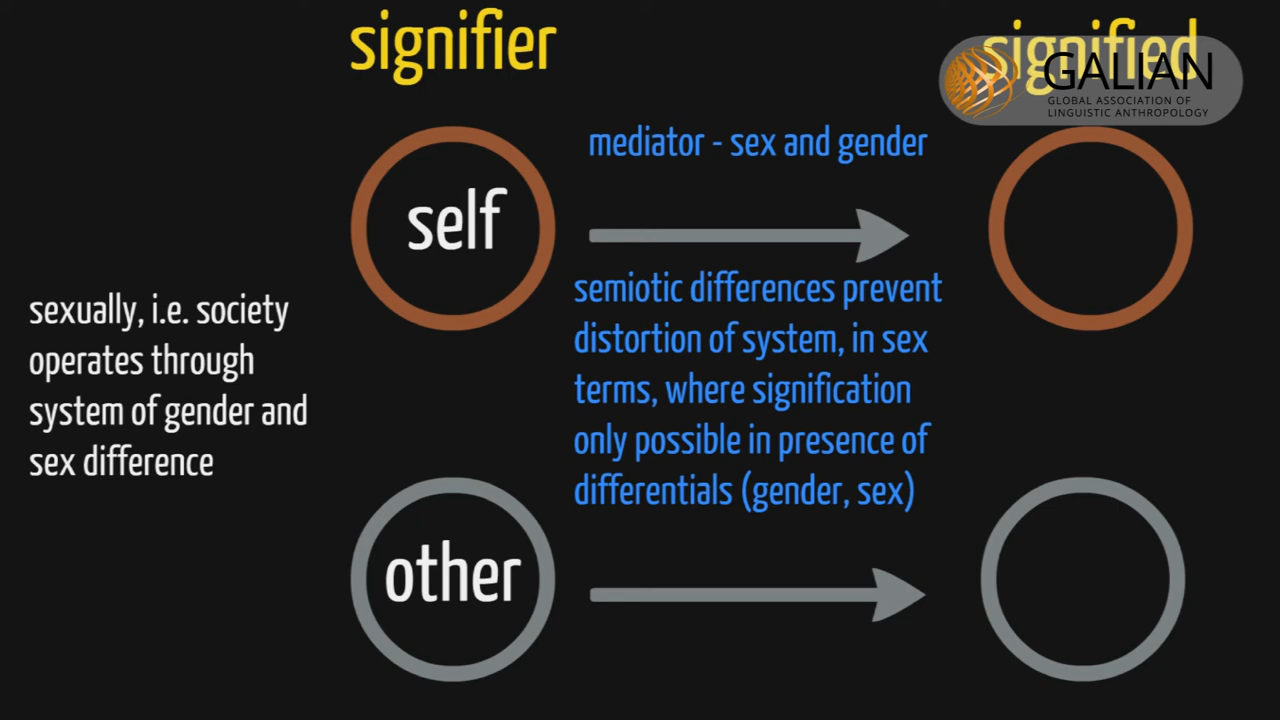 signifier
signified
GALIAN
GLOBAL ASSOCIATION OF
LINGUISTIC ANTHROPOLOGY
mediator - sex and gender
self
semiotic differences prevent
distortion of system, in sex
terms, where signification
only possible in presence of
differentials (gender, sex)
sexually, i.e. society
operates through
system of gender and
sex difference
other